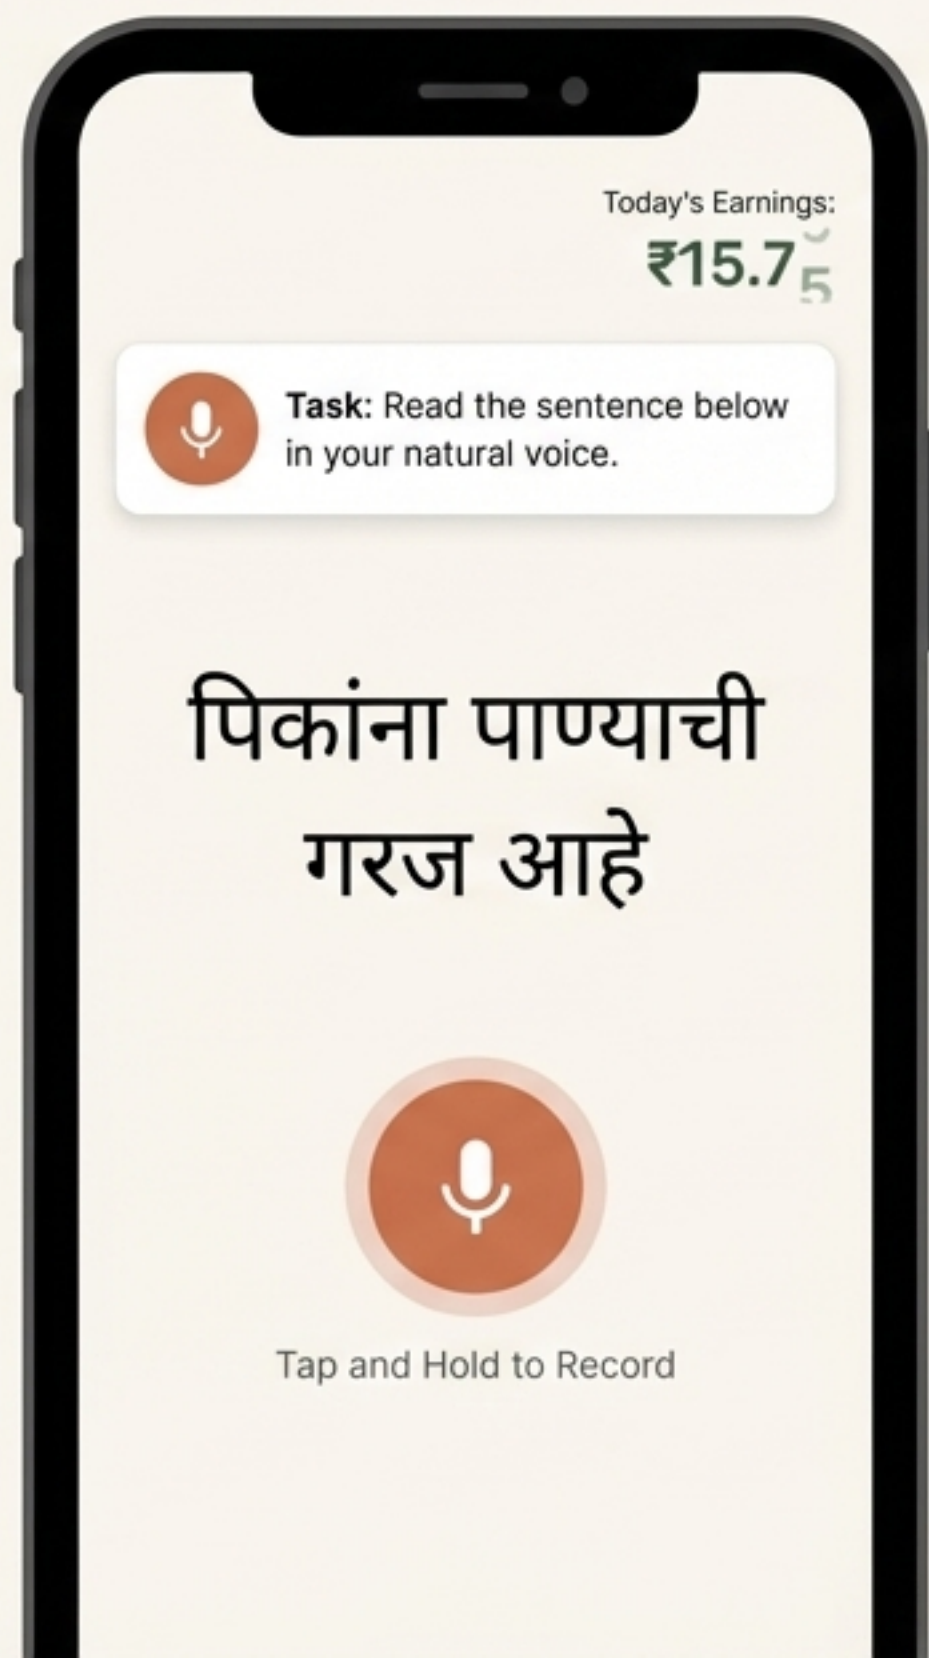 Today's Earnings:
₹15.75
Task: Read the sentence below
in your natural voice.
पिकांना पाण्याची
गरज आहे
Tap and Hold to Record